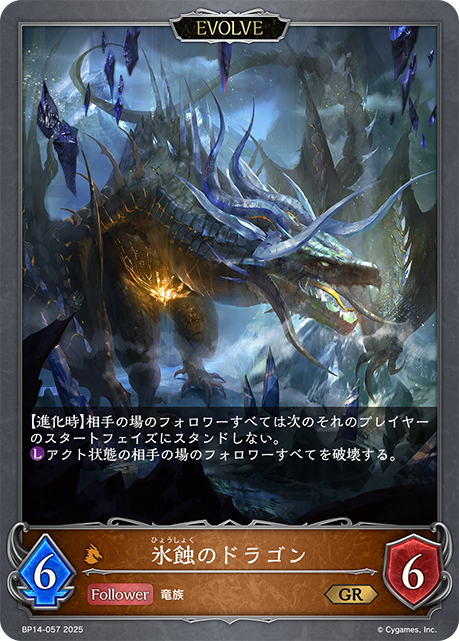 EVOLVE
【進化時】相手の場のフォロワーすべては次のそれのプレイヤー
のスタートフェイズにスタンドしない。
Lアクト状態の相手の場のフォロワーすべてを破壊する。
ひょうしょく
氷蝕のドラゴン
6
Follower 竜族
GR
6
BP14-057 2025
© Cygames, Inc.